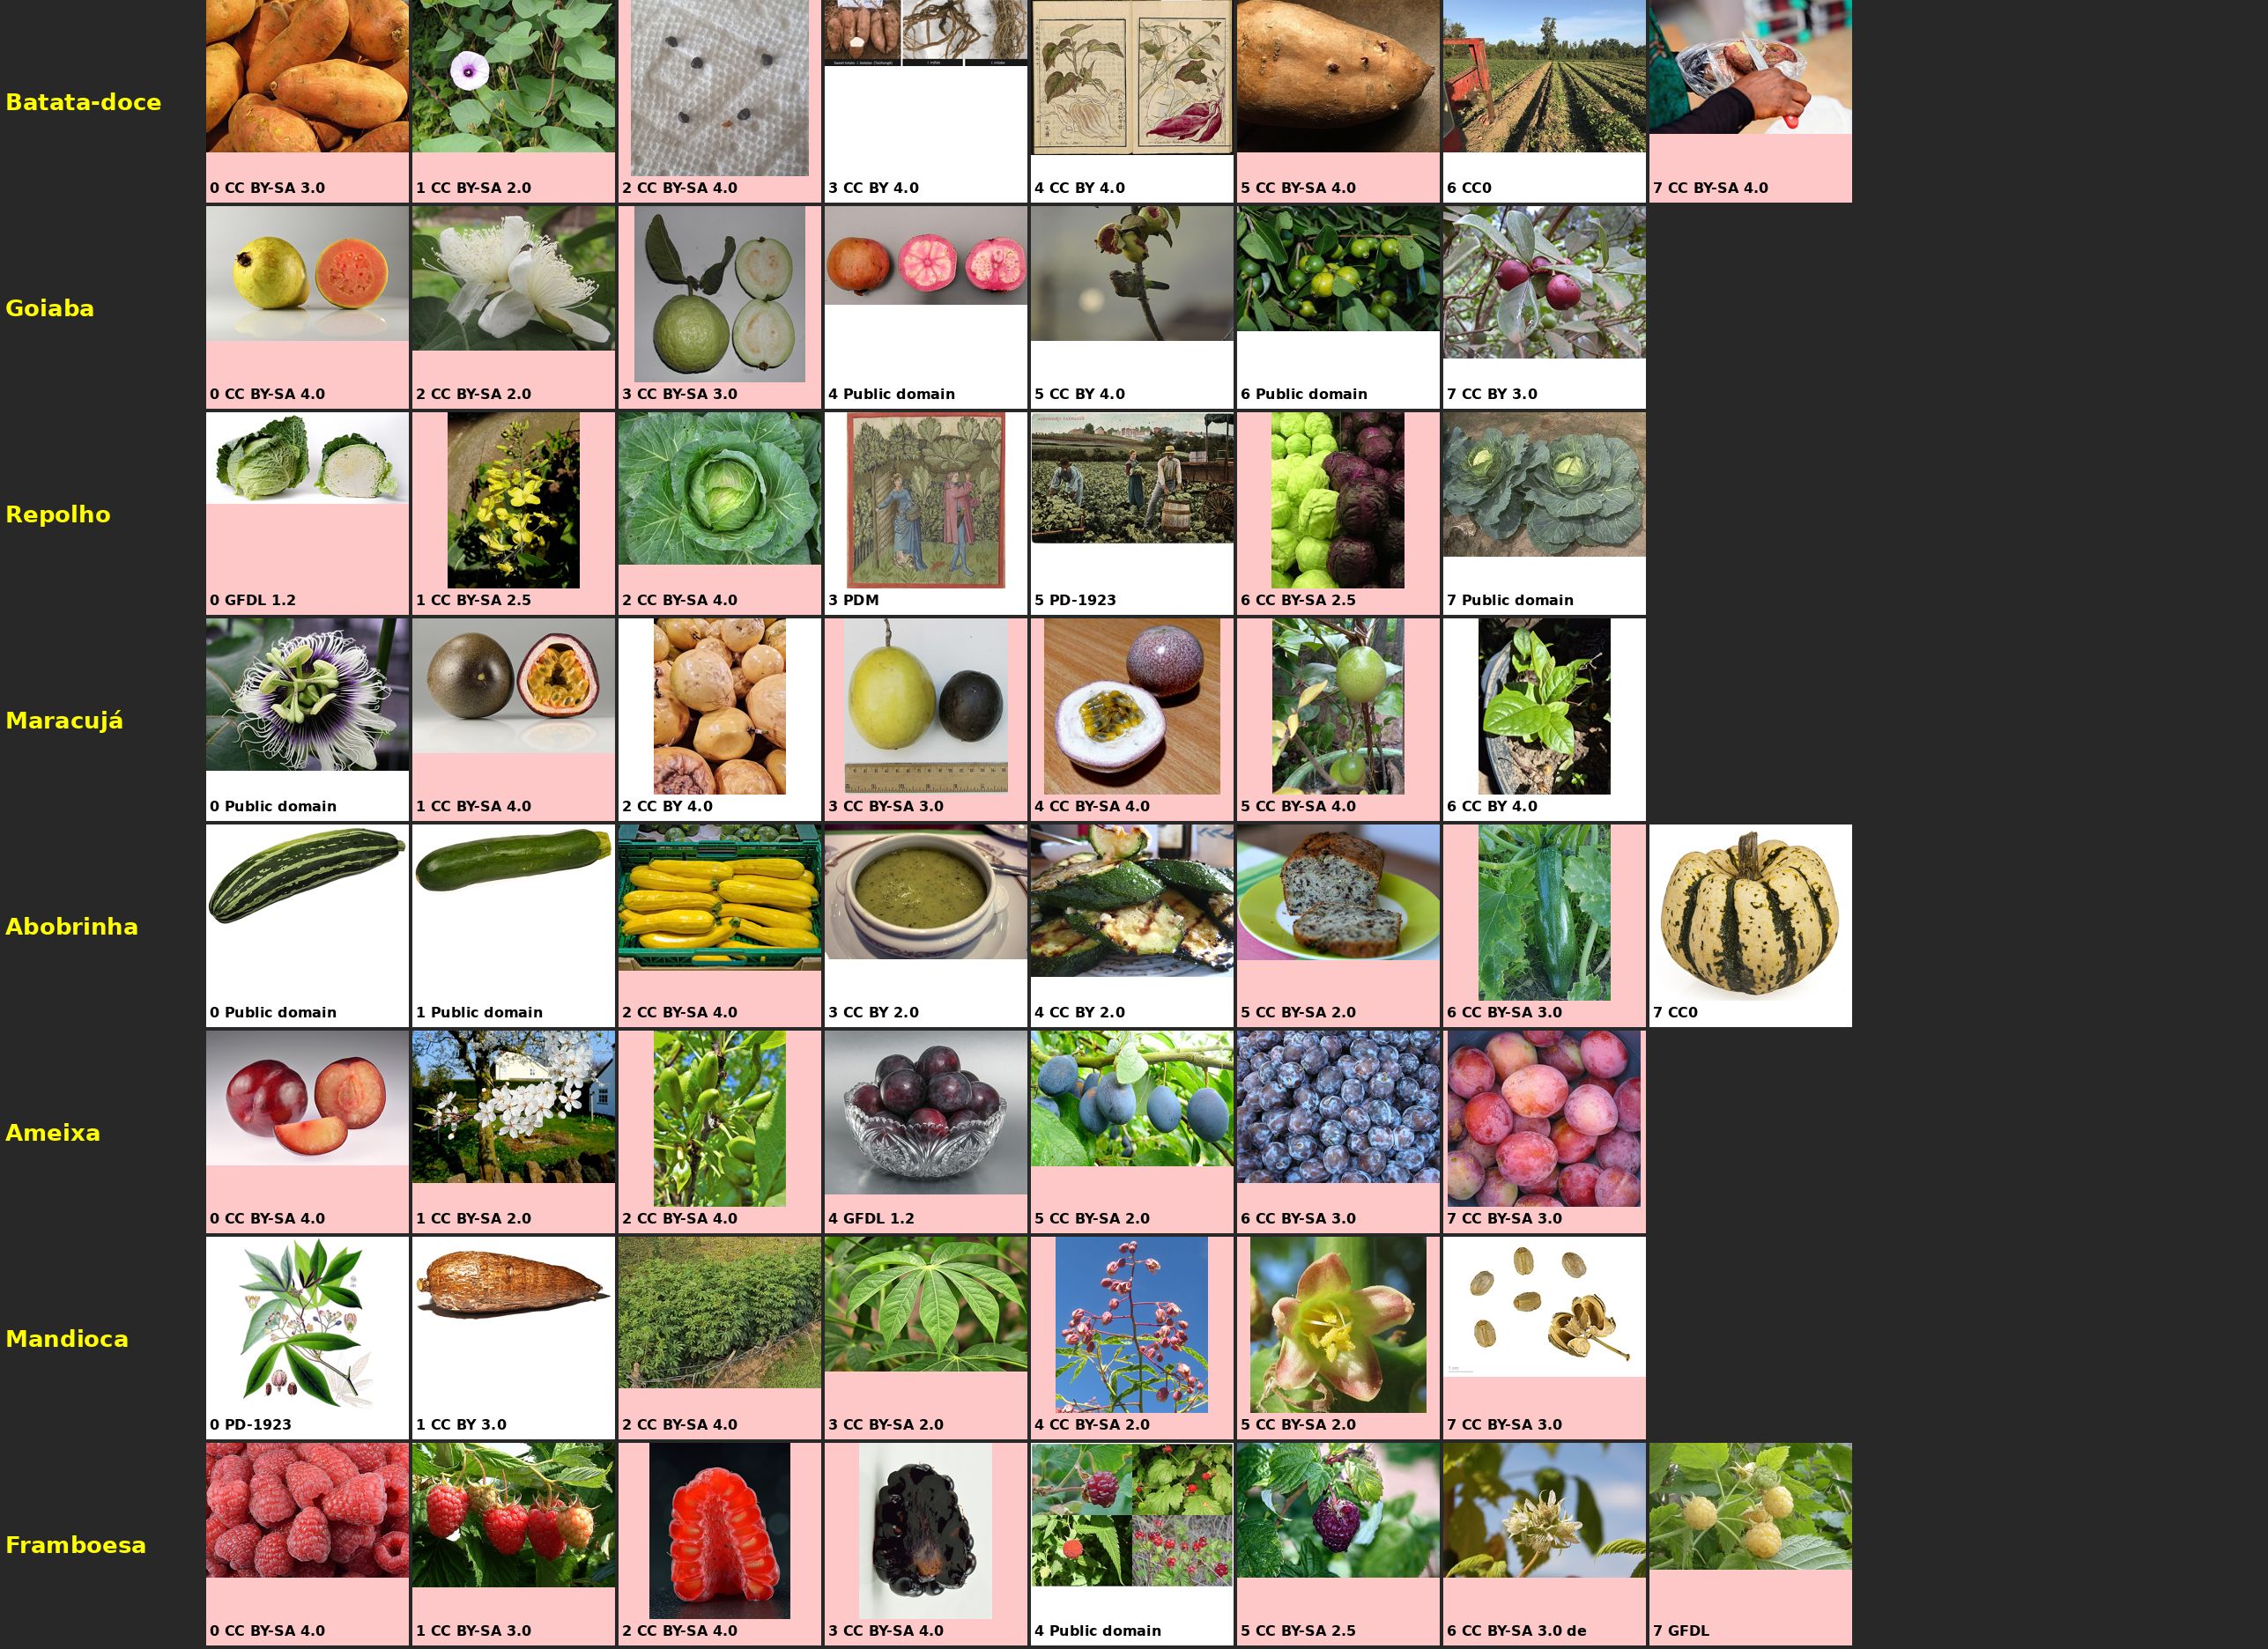 Batata-doce
0 CC BY-SA 3.0
1 CC BY-SA 2.0
2 CC BY-SA 4.0
3 CC BY 4.0
4 CC BY 4.0
5 CC BY-SA 4.0
6 CC0
7 CC BY-SA 4.0
Goiaba
0 CC BY-SA 4.0
2 CC BY-SA 2.0
3 CC BY-SA 3.0
4 Public domain
5 CC BY 4.0
6 Public domain
7 CC BY 3.0
Repolho
0 GFDL 1.2
1 CC BY-SA 2.5
2 CC BY-SA 4.0
3 PDM
5 PD-1923
6 CC BY-SA 2.5
7 Public domain
Maracujá
0 Public domain
1 CC BY-SA 4.0
2 CC BY 4.0
3 CC BY-SA 3.0
4 CC BY-SA 4.0
5 CC BY-SA 4.0
6 CC BY 4.0
Abobrinha
0 Public domain
1 Public domain
2 CC BY-SA 4.0
3 CC BY 2.0
4 CC BY 2.0
5 CC BY-SA 2.0
6 CC BY-SA 3.0
7 CC0
Ameixa
0 CC BY-SA 4.0
1 CC BY-SA 2.0
2 CC BY-SA 4.0
4 GFDL 1.2
5 CC BY-SA 2.0
6 CC BY-SA 3.0
7 CC BY-SA 3.0
Mandioca
0 PD-1923
1 CC BY 3.0
2 CC BY-SA 4.0
3 CC BY-SA 2.0
4 CC BY-SA 2.0
5 CC BY-SA 2.0
7 CC BY-SA 3.0
Framboesa
0 CC BY-SA 4.0
1 CC BY-SA 3.0
2 CC BY-SA 4.0
3 CC BY-SA 4.0
4 Public domain
5 CC BY-SA 2.5
6 CC BY-SA 3.0 de
7 GFDL